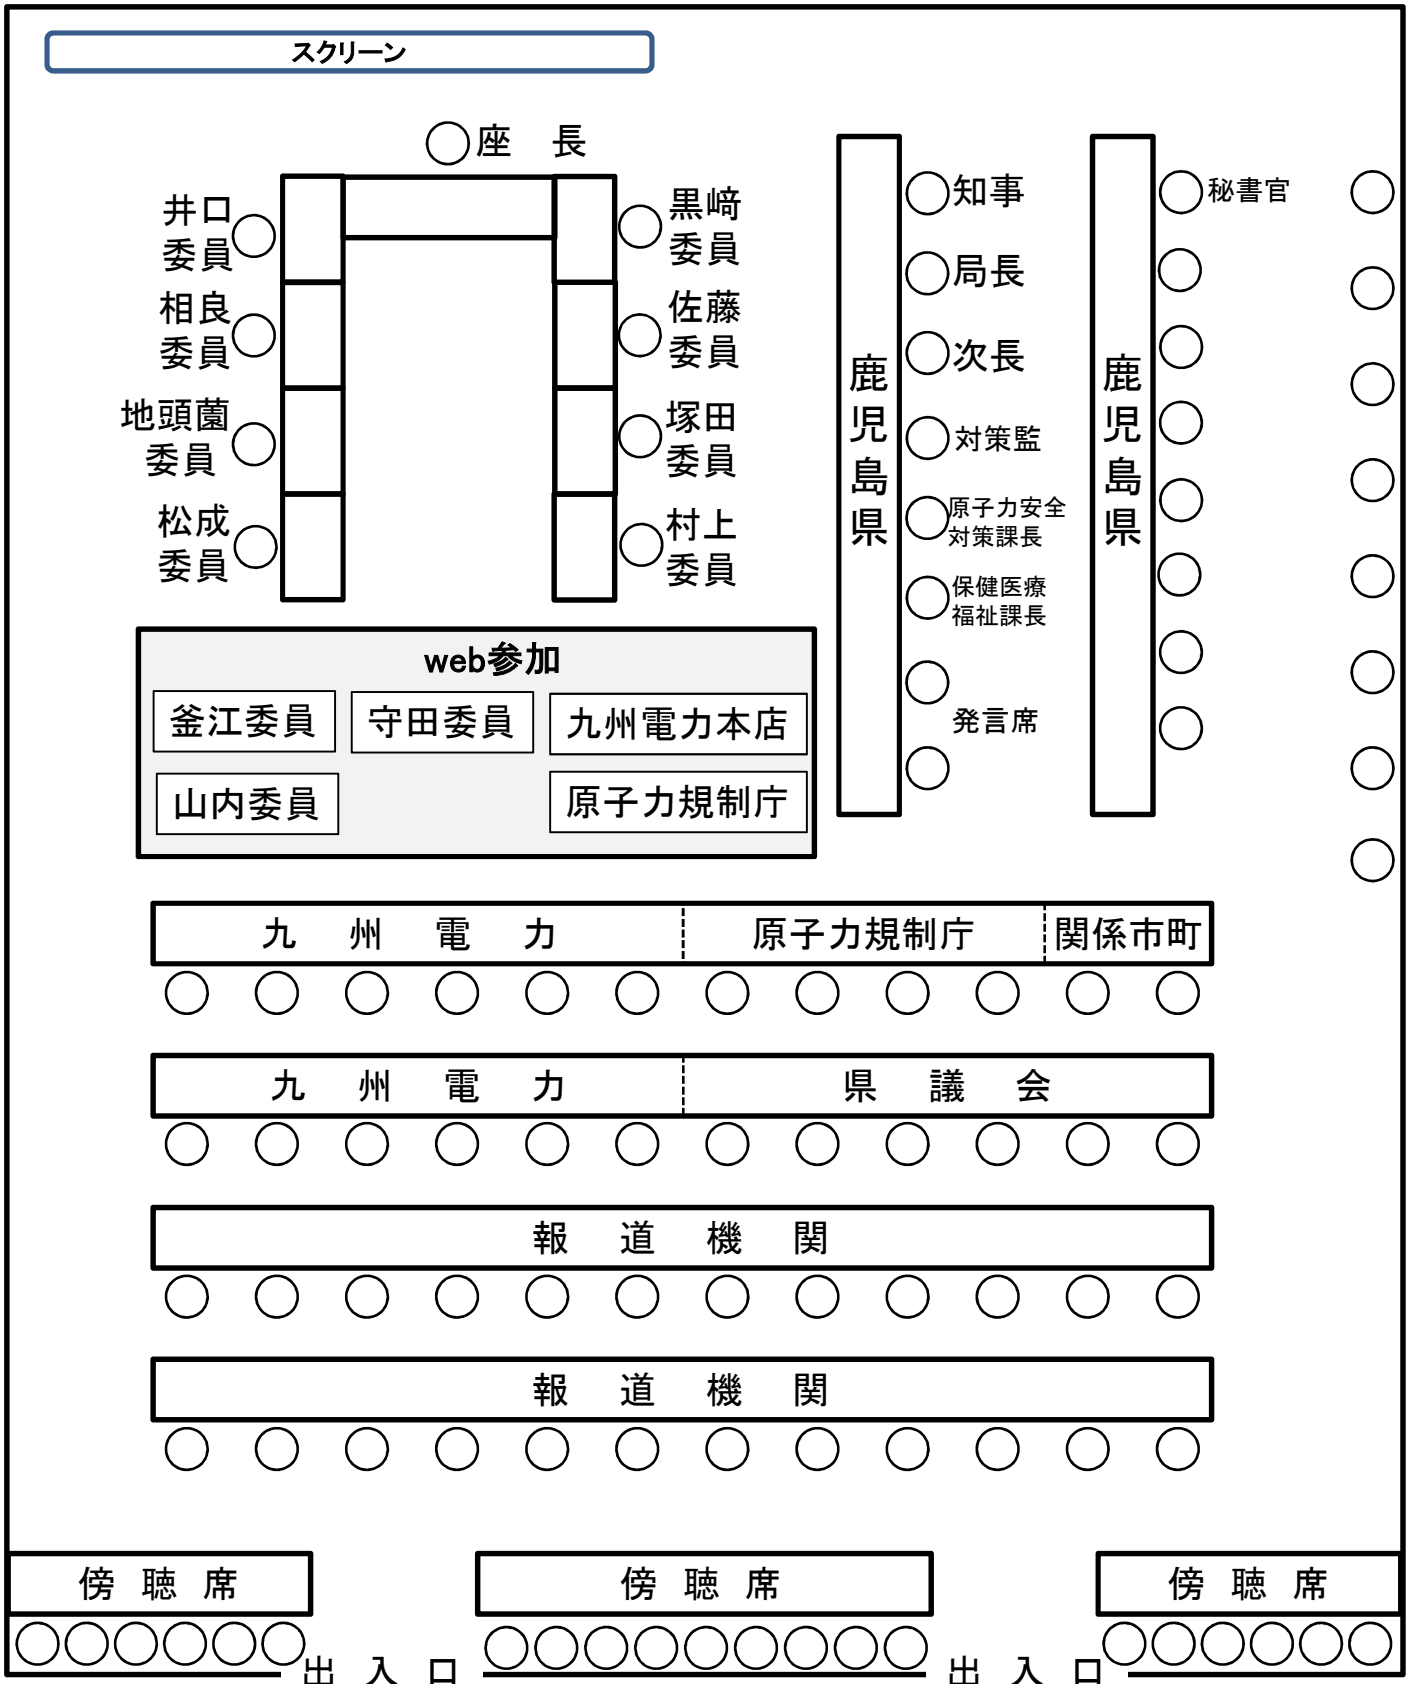 スクリーン
座 長
井口
委員
相良
委員
地頭薗
委員
松成
委員
黒﨑
委員
佐藤
委員
塚田
委員
村上
委員
鹿児島県
知事
局長
次長
対策監
原子力安全
対策課長
保健医療
福祉課長
発言席
鹿児島県
秘書官
web参加
釜江委員 守田委員 九州電力本店
山内委員 原子力規制庁
九 州 電 力 原子力規制庁 関係市町
九 州 電 力 県 議 会
報 道 機 関
報 道 機 関
傍 聴 席 傍 聴 席 傍 聴 席
出 入 口 出 入 口